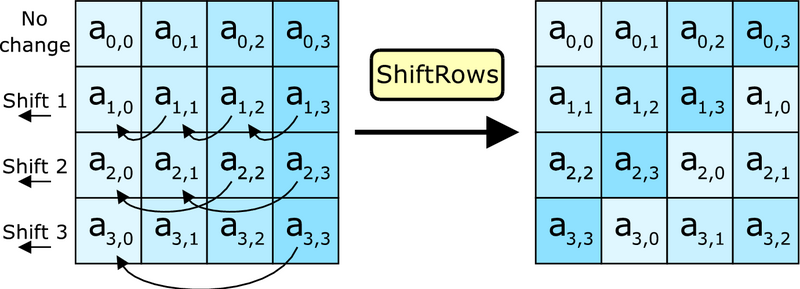 No change
a0,0 a0,1 a0,2 a0,3
Shift 1
a1,0 a1,1 a1,2 a1,3
Shift 2
a2,0 a2,1 a2,2 a2,3
Shift 3
a3,0 a3,1 a3,2 a3,3
ShiftRows
a0,0 a0,1 a0,2 a0,3
a1,1 a1,2 a1,3 a1,0
a2,2 a2,3 a2,0 a2,1
a3,3 a3,0 a3,1 a3,2